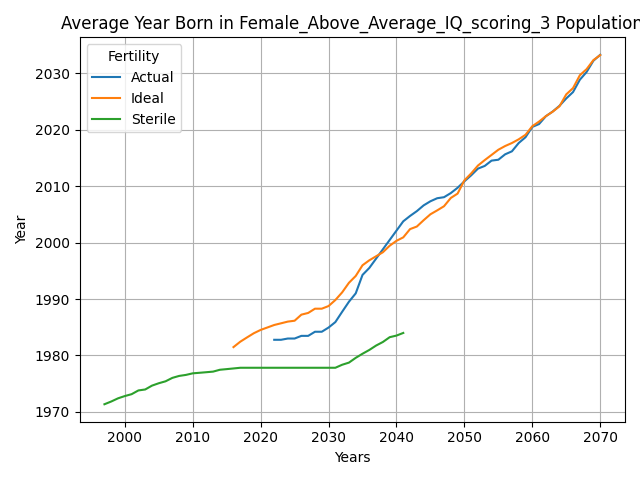 Average Year Born in Female_Above_Average_IQ_scoring_3 Population
Fertility
Actual
Ideal
Sterile
2030
2020
2010
2000
1990
1980
1970
Year
2000
2010
2020
2030
2040
2050
2060
2070
Years